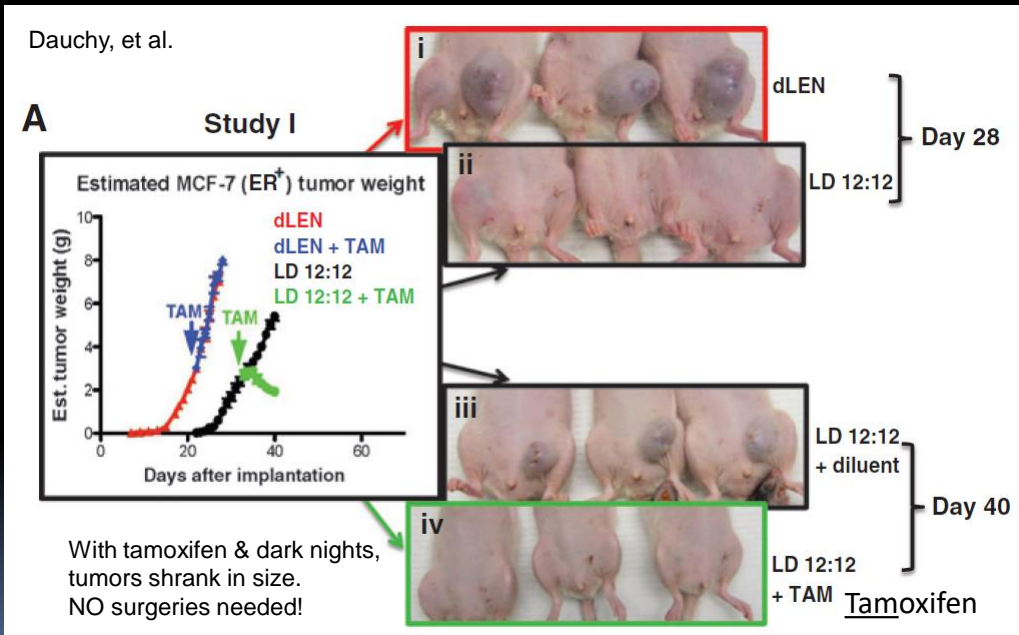 Dauchy, et al.
A
Study I
i
dLEN
ii
LD 12:12
Day 28
Estimated MCF-7 (ER+) tumor weight
Est. tumor weight (g)
10
8
6
4
2
0
dLEN
dLEN + TAM
LD 12:12
LD 12:12 + TAM
TAM
TAM
0 20 40 60
Days after implantation
iii
LD 12:12
+ diluent
iv
LD 12:12
+ TAM
Day 40
Tamoxifen
With tamoxifen & dark nights,
tumors shrank in size.
NO surgeries needed!